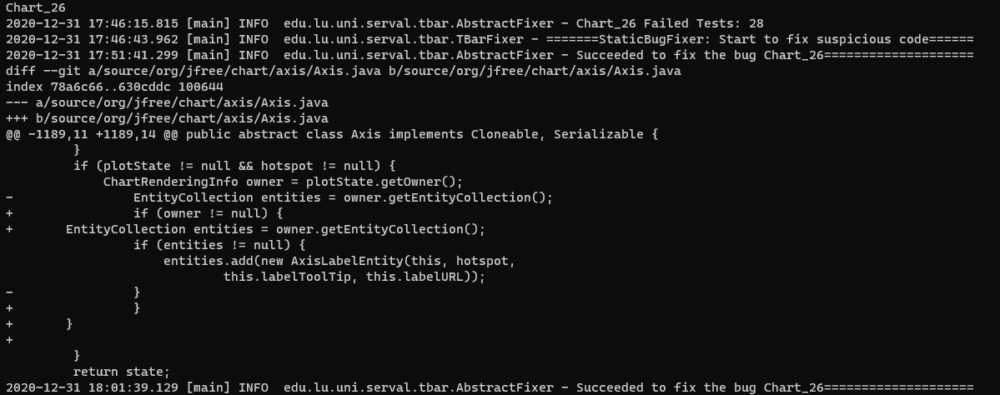 Chart_26
2020-12-31 17:46:15.815 [main] INFO  edu.lu.uni.serval.tbar.AbstractFixer - Chart_26 Failed Tests: 28
2020-12-31 17:46:43.962 [main] INFO  edu.lu.uni.serval.tbar.TBarFixer - =======StaticBugFixer: Start to fix suspicious code======
2020-12-31 17:51:41.299 [main] INFO  edu.lu.uni.serval.tbar.AbstractFixer - Succeeded to fix the bug Chart_26====================
diff --git a/source/org/jfree/chart/axis/Axis.java b/source/org/jfree/chart/axis/Axis.java
index 78a6c66..630cddc 100644
--- a/source/org/jfree/chart/axis/Axis.java
+++ b/source/org/jfree/chart/axis/Axis.java
@@ -1189,11 +1189,14 @@ public abstract class Axis implements Cloneable, Serializable {
         }
         if (plotState != null && hotspot != null) {
             ChartRenderingInfo owner = plotState.getOwner();
-                EntityCollection entities = owner.getEntityCollection();
+                if (owner != null) {
+       EntityCollection entities = owner.getEntityCollection();
                 if (entities != null) {
                     entities.add(new AxisLabelEntity(this, hotspot,
                             this.labelToolTip, this.labelURL));
-                }
+                }
+       }
+
         }
         return state;
2020-12-31 18:01:39.129 [main] INFO  edu.lu.uni.serval.tbar.AbstractFixer - Succeeded to fix the bug Chart_26====================